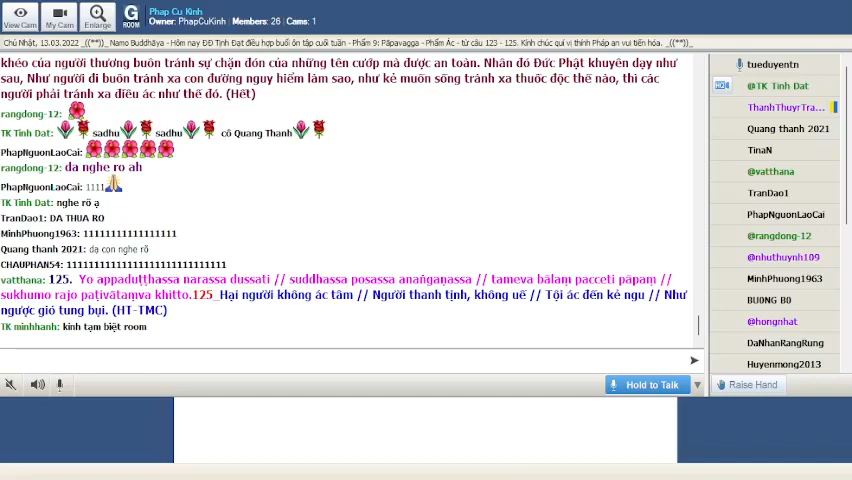 View Cam
My Cam
Enlarge
G
ROOM
Phap Cu Kinh
Owner: PhapCuKinh | Members: 26 | Cams: 1
Chủ Nhật, 13.03.2022 _((**)_ Namo Buddhāya - Hôm nay ĐĐ Tịnh Đạt điều hợp buổi ôn tập cuối tuần - Phẩm 9: Pāpavagga - Phẩm Ác - từ câu 123 - 125. Kính chúc quí vị thính Pháp an vui tiến hóa. _((**)_
khéo của người thương buôn tránh sự chặn đón của những tên cướp mà được an toàn. Nhân đó Đức Phật khuyên dạy như
sau, Như người đi buôn tránh xa con đường nguy hiểm làm sao, như kẻ muốn sống tránh xa thuốc độc thế nào, thì các
người phải tránh xa điều ác như thế đó. (Hết)
rangdong-12:
TK Tinh Dat: sadhu sadhu cô Quang Thanh
PhapNguonLaoCai:
rangdong-12: da nghe ro ah
PhapNguonLaoCai: 1111
TK Tinh Dat: nghe rõ ạ
TranDao1: DA THUA RO
MinhPhuong1963: 11111111111111111
Quang thanh 2021: dạ con nghe rõ
CHAUPHAN54: 111111111111111111111111111
vatthana: 125. Yo appaduṭṭhassa narassa dussati // suddhassa posassa anaṅgaṇassa // tameva bālaṃ pacceti pāpaṃ //
sukhumo rajo paṭivātaṃva khitto.125_Hại người không ác tâm // Người thanh tịnh, không uế // Tội ác đến kẻ ngu // Như
ngược gió tung bụi. (HT-TMC)
TK minhhanh: kính tạm biệt room
Hold to Talk
tueduyentn
HD
@TK Tinh Dat
ThanhThuyrTra...
Quang thanh 2021
TinaN
@vatthana
TranDao1
PhapNguonLaoCai
@rangdong-12
@nhuthuynh109
MinhPhuong1963
BU0NG B0
@hongnhat
DaNhanRangRung
Huyenmong2013
Raise Hand